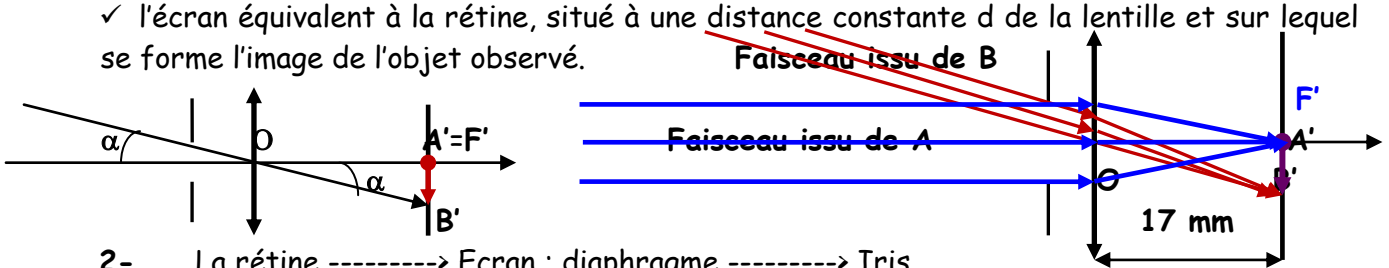 ✓ l'écran équivalent à la rétine, situé à une distance constante d de la lentille et sur lequel
se forme l'image de l'objet observé.
Faisceau issu de B
α
O
A'=F'
α
B'
Faisceau issu de A
F'
A'
O
B'
17 mm
2- La rétine ---------> Ecran ; diaphragme ---------> Iris